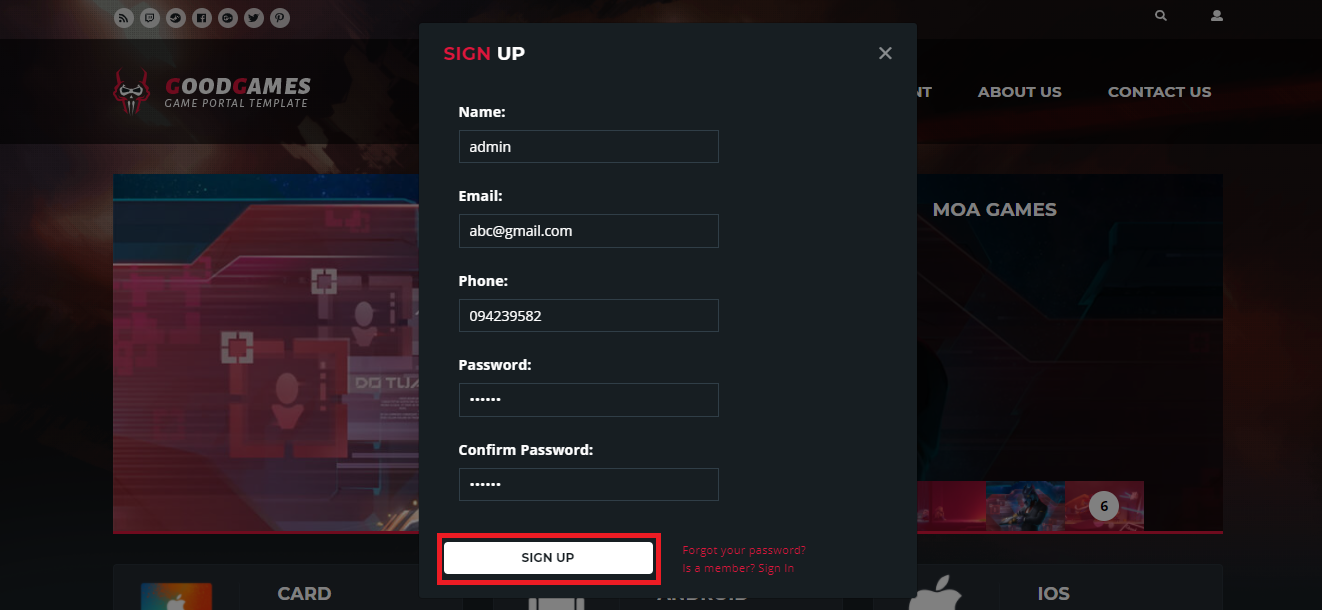 SIGN UP
GOODGAMES
GAME PORTAL TEMPLATE
NT
ABOUT US
CONTACT US
Name:
admin
Email:
abc@gmail.com
MOA GAMES
Phone:
094239582
Password:
••••••
DO TUA
Confirm Password:
••••••
6
SIGN UP
Forgot your password?
Is a member? Sign In
CARD
ANDROID
IOS